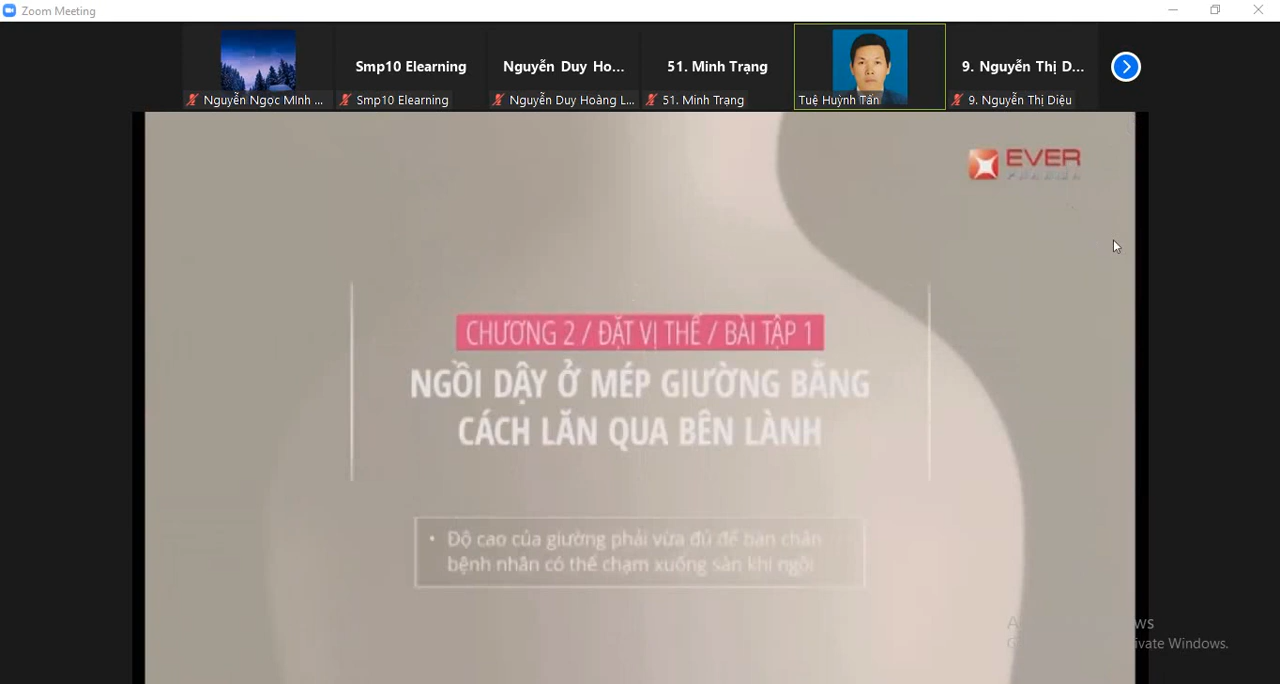 Zoom Meeting
Smp10 Elearning
Nguyễn Duy Ho...
51. Minh Trạng
9. Nguyễn Thị D...
Nguyễn Ngọc Minh ...
Smp10 Elearning
Nguyễn Duy Hoàng L...
51. Minh Trạng
Tuệ Huỳnh Tấn
9. Nguyễn Thị Diệu
EVER
CHƯƠNG 2 / ĐẶT VỊ THẾ / BÀI TẬP 1
NGỒI DẬY Ở MÉP GIƯỜNG BẰNG
CÁCH LĂN QUA BÊN LÀNH
• Độ cao của giường phải vừa đủ để bàn chân
bệnh nhân có thể chạm xuống sàn khi ngồi
Windows.